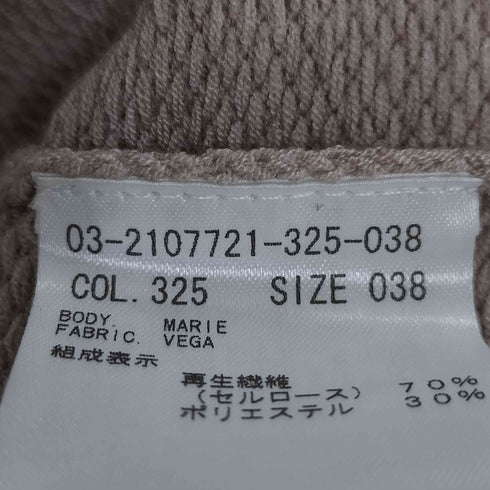 03-2107721-325-038
COL. 325 SIZE 038
BODY. MARIE
FABRIC. VEGA
組成表示
再生繊維
(セルロース) 70%
ポリエステル 30%